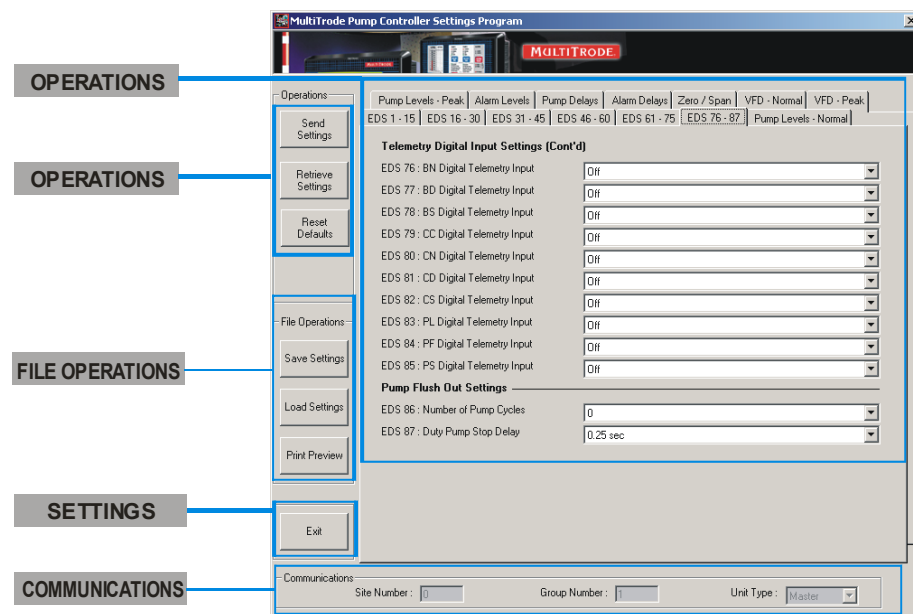 MultiTrode Pump Controller Settings Program
MULTITRODE
OPERATIONS
OPERATIONS
FILE OPERATIONS
SETTINGS
COMMUNICATIONS
Operations
Send Settings
Retrieve Settings
Reset Defaults
File Operations
Save Settings
Load Settings
Print Preview
Exit
Pump Levels - Peak Alarm Levels Pump Delays Alarm Delays Zero / Span VFD - Normal VFD - Peak
EDS 1 - 15 EDS 16 - 30 EDS 31 - 45 EDS 46 - 60 EDS 61 - 75 EDS 76 - 87 Pump Levels - Normal
Telemetry Digital Input Settings (Cont'd)
EDS 76 : BN Digital Telemetry Input Off
EDS 77 : BD Digital Telemetry Input Off
EDS 78 : BS Digital Telemetry Input Off
EDS 79 : CC Digital Telemetry Input Off
EDS 80 : CN Digital Telemetry Input Off
EDS 81 : CD Digital Telemetry Input Off
EDS 82 : CS Digital Telemetry Input Off
EDS 83 : PL Digital Telemetry Input Off
EDS 84 : PF Digital Telemetry Input Off
EDS 85 : PS Digital Telemetry Input Off
Pump Flush Out Settings
EDS 86 : Number of Pump Cycles 0
EDS 87 : Duty Pump Stop Delay 0.25 sec
Communications
Site Number : 0 Group Number : 1 Unit Type : Master